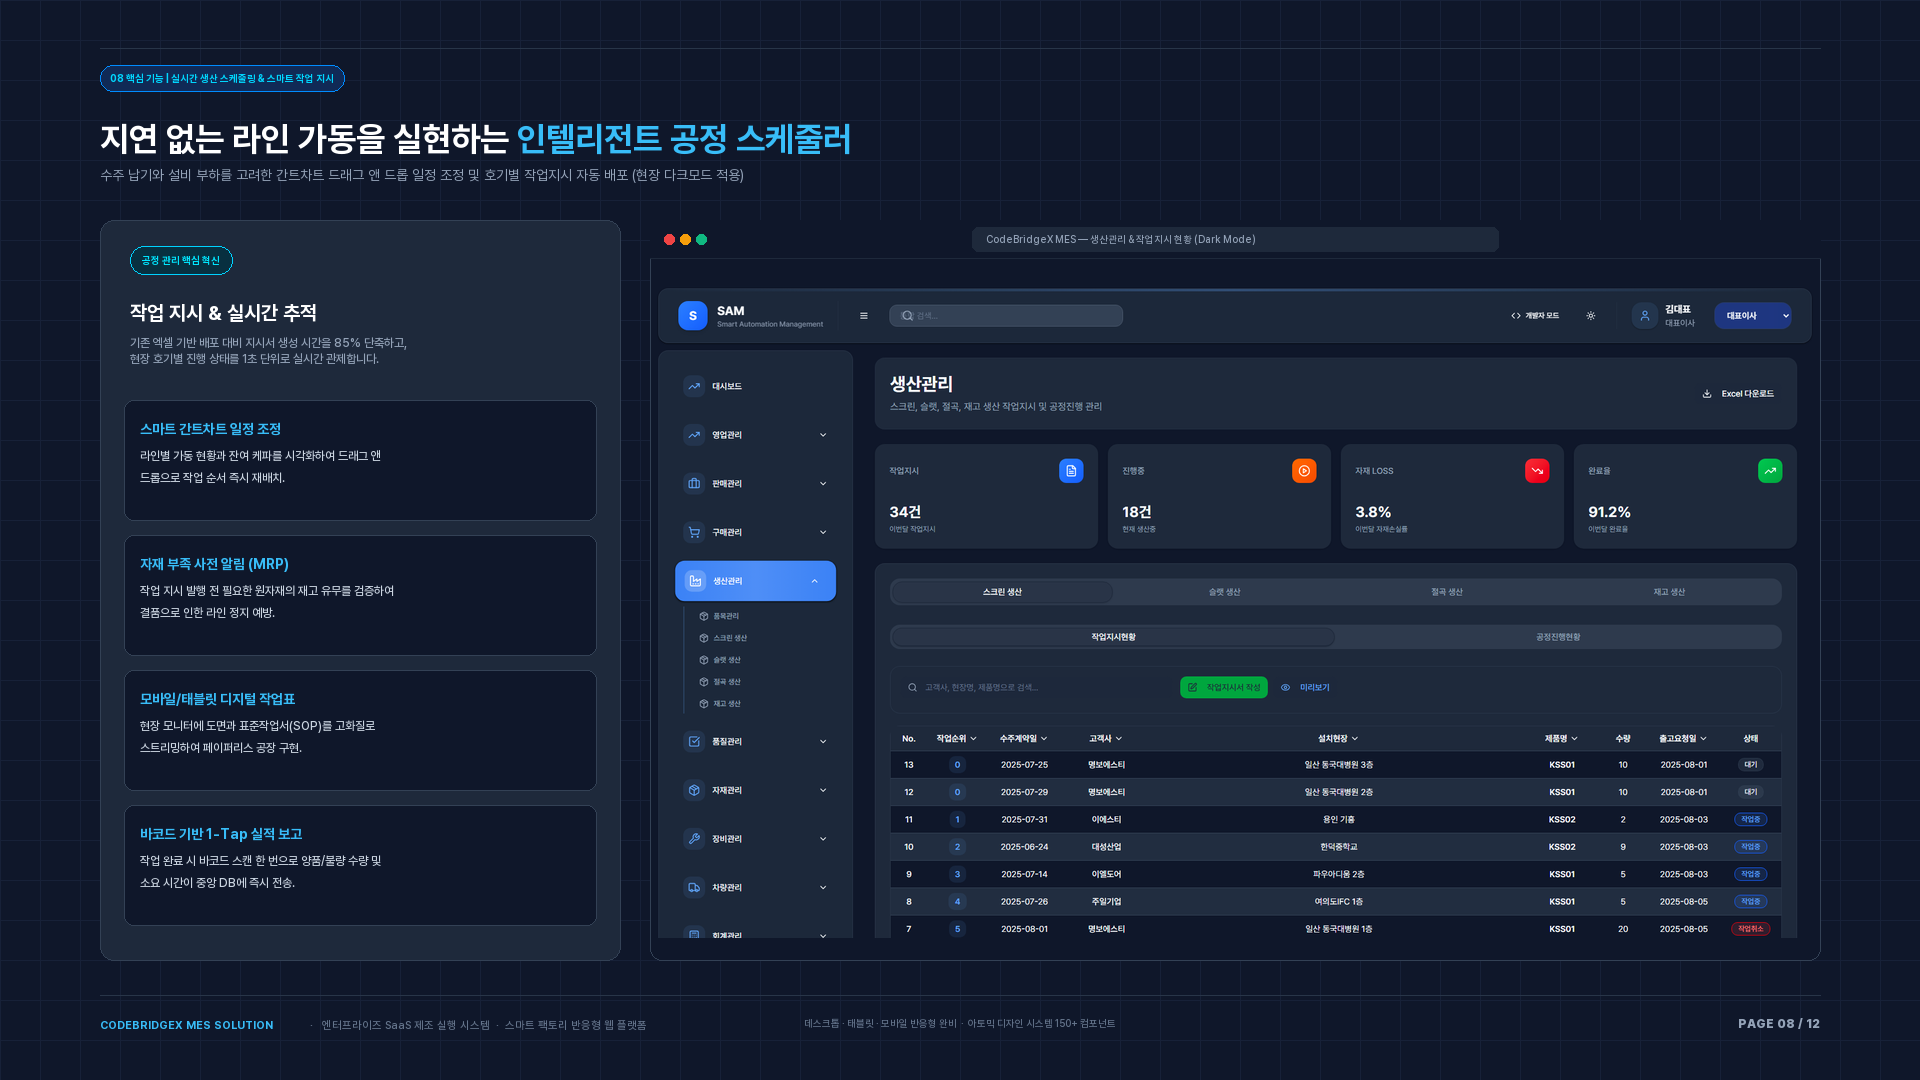 08 핵심 기능 | 실시간 생산 스케줄링 & 스마트 작업 지시
지연 없는 라인 가동을 실현하는 인텔리전트 공정 스케줄러
수주 납기와 설비 부하를 고려한 간트차트 드래그 앤 드롭 일정 조정 및 호기별 작업지시 자동 배포 (현장 다크모드 적용)
공정 관리 핵심 혁신
작업 지시 & 실시간 추적
기존 엑셀 기반 배포 대비 지시서 생성 시간을 85% 단축하고,
현장 호기별 진행 상태를 1초 단위로 실시간 관제합니다.
스마트 간트차트 일정 조정
라인별 가동 현황과 잔여 케파를 시각화하여 드래그 앤
드롭으로 작업 순서 즉시 재배치.
자재 부족 사전 알림 (MRP)
작업 지시 발행 전 필요한 원자재의 재고 유무를 검증하여
결품으로 인한 라인 정지 예방.
모바일/태블릿 디지털 작업표
현장 모니터에 도면과 표준작업서(SOP)를 고화질로
스트리밍하여 페이퍼리스 공장 구현.
바코드 기반 1-Tap 실적 보고
작업 완료 시 바코드 스캔 한 번으로 양품/불량 수량 및
소요 시간이 중앙 DB에 즉시 전송.
CodeBridgeX MES — 생산관리 & 작업지시 현황 (Dark Mode)
S
SAM
Smart Automation Management
검색...
개발자 모드
김대표
대표이사
대표이사
대시보드
영업관리
판매관리
구매관리
생산관리
품목관리
스크린 생산
슬랫 생산
절곡 생산
재고 생산
품질관리
자재관리
장비관리
차량관리
회계관리
생산관리
스크린, 슬랫, 절곡, 재고 생산 작업지시 및 공정진행 관리
Excel 다운로드
작업지시
34건
이번달 작업지시
진행중
18건
현재 생산중
자재 LOSS
3.8%
이번달 자재손실률
완료율
91.2%
이번달 완료율
스크린 생산 슬랫 생산 절곡 생산 재고 생산
작업지시현황 공정진행현황
고객사, 현장명, 제품명으로 검색...
작업지시서 작성
미리보기
No. 작업순위 수주계약일 고객사 설치현장 제품명 수량 출고요청일 상태
13 0 2025-07-25 명보에스티 일산 동국대병원 3층 KSS01 10 2025-08-01 대기
12 0 2025-07-29 명보에스티 일산 동국대병원 2층 KSS01 10 2025-08-01 대기
11 1 2025-07-31 이에스티 용인 기흥 KSS02 2 2025-08-03 작업중
10 2 2025-06-24 대성산업 한덕중학교 KSS02 9 2025-08-03 작업중
9 3 2025-07-14 이엘도어 파우아디움 2층 KSS01 5 2025-08-03 작업중
8 4 2025-07-26 주일기업 여의도IFC 1층 KSS01 5 2025-08-05 작업중
7 5 2025-08-01 명보에스티 일산 동국대병원 1층 KSS01 20 2025-08-05 작업취소
CODEBRIDGEX MES SOLUTION · 엔터프라이즈 SaaS 제조 실행 시스템 · 스마트 팩토리 반응형 웹 플랫폼
데스크톱 · 태블릿 · 모바일 반응형 완비 · 아토믹 디자인 시스템 150+ 컴포넌트
PAGE 08 / 12